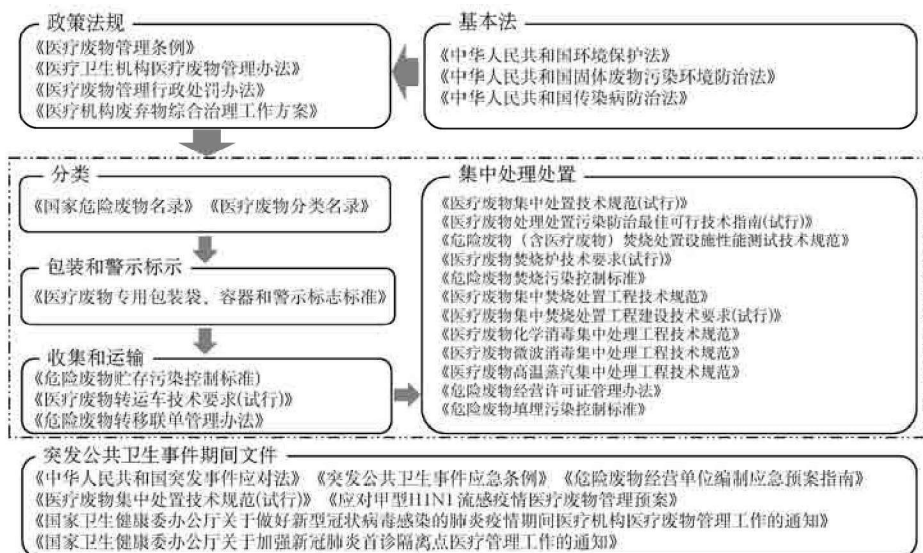 政策法规
《医疗废物管理条例》
《医疗卫生机构医疗废物管理办法》
《医疗废物管理行政处罚办法》
《医疗机构废弃物综合治理工作方案》
基本法
《中华人民共和国环境保护法》
《中华人民共和国固体废物污染环境防治法》
《中华人民共和国传染病防治法》
分类
《国家危险废物名录》 《医疗废物分类名录》
包装和警示标示
《医疗废物专用包装袋、容器和警示标志标准》
收集和运输
《危险废物贮存污染控制标准)
《医疗废物转运车技术要求(试行)》
《危险废物转移联单管理办法》
集中处理处置
《医疗废物集中处置技术规范(试行)》
《医疗废物处理处置污染防治最佳可行技术指南(试行)》
《危险废物（含医疗废物）焚烧处置设施性能测试技术规范》
《医疗废物焚烧炉技术要求(试行)》
《危险废物焚烧污染控制标准》
《医疗废物集中焚烧处置工程技术规范》
《医疗废物集中焚烧处置工程建设技术要求(试行)》
《医疗废物化学消毒集中处理工程技术规范》
《医疗废物微波消毒集中处理工程技术规范》
《医疗废物高温蒸汽集中处理工程技术规范》
《危险废物经营许可证管理办法》
《危险废物填埋污染控制标准》
突发公共卫生事件期间文件
《中华人民共和国突发事件应对法》 《突发公共卫生事件应急条例》 《危险废物经营单位编制应急预案指南》
《医疗废物集中处置技术规范(试行)》 《应对甲型H1N1流感疫情医疗废物管理预案》
《国家卫生健康委办公厅关于做好新型冠状病毒感染的肺炎疫情期间医疗机构医疗废物管理工作的通知》
《国家卫生健康委办公厅关于加强新冠肺炎首诊隔离点医疗管理工作的通知》